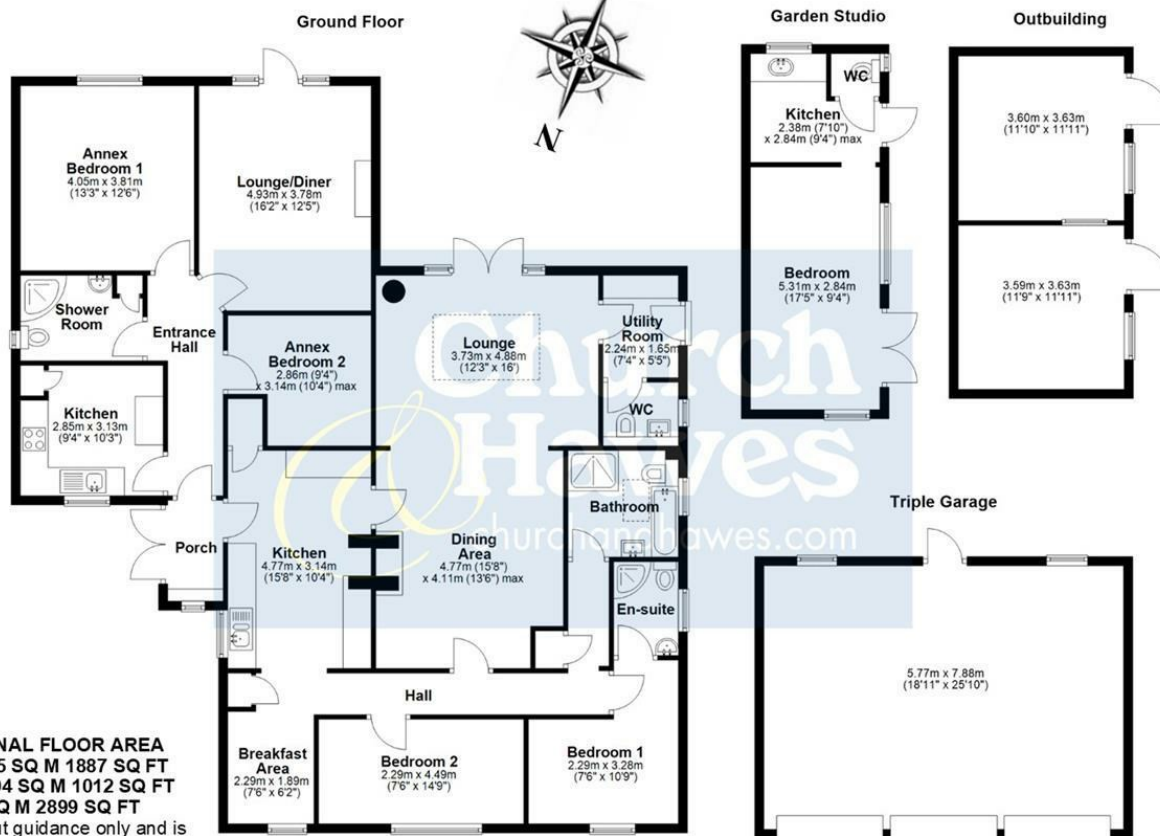 Ground Floor
Garden Studio
Outbuilding
N
Annex
Bedroom 1
4.05m x 3.81m
(13'3" x 12'6")
Lounge/Diner
4.93m x 3.78m
(16'2" x 12'5")
Shower
Room
Entrance
Hall
Annex
Bedroom 2
2.86m (9'4")
x 3.14m (10'4") max
Lounge
3.73m x 4.88m
(12'3" x 16')
Utility
Room
2.24m x 1.65m
(7'4" x 5'5")
WC
Kitchen
2.85m x 3.13m
(9'4" x 10'3")
Porch
Kitchen
4.77m x 3.14m
(15'8" x 10'4")
Dining
Area
4.77m (15'8")
x 4.11m (13'6") max
Bathroom
En-suite
Hall
Breakfast
Area
2.29m x 1.89m
(7'6" x 6'2")
Bedroom 2
2.29m x 4.49m
(7'6" x 14'9")
Bedroom 1
2.29m x 3.28m
(7'6" x 10'9")
WC
Kitchen
2.38m (7'10")
x 2.84m (9'4") max
Bedroom
5.31m x 2.84m
(17'5" x 9'4")
3.60m x 3.63m
(11'10" x 11'11")
3.59m x 3.63m
(11'9" x 11'11")
Triple Garage
5.77m x 7.88m
(18'11" x 25'10")
Church
& Hawes
churchandhawes.com
NAL FLOOR AREA
5 SQ M 1887 SQ FT
04 SQ M 1012 SQ FT
Q M 2899 SQ FT
ut guidance only and is